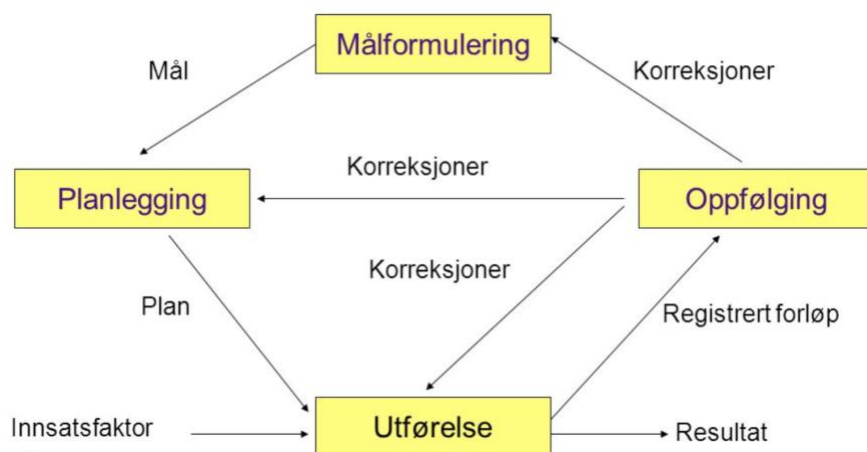 Målformulering
Mål
Korreksjoner
Korreksjoner
Planlegging
Oppfølging
Korreksjoner
Plan
Registrert forløp
Innsatsfaktor
Utførelse
Resultat